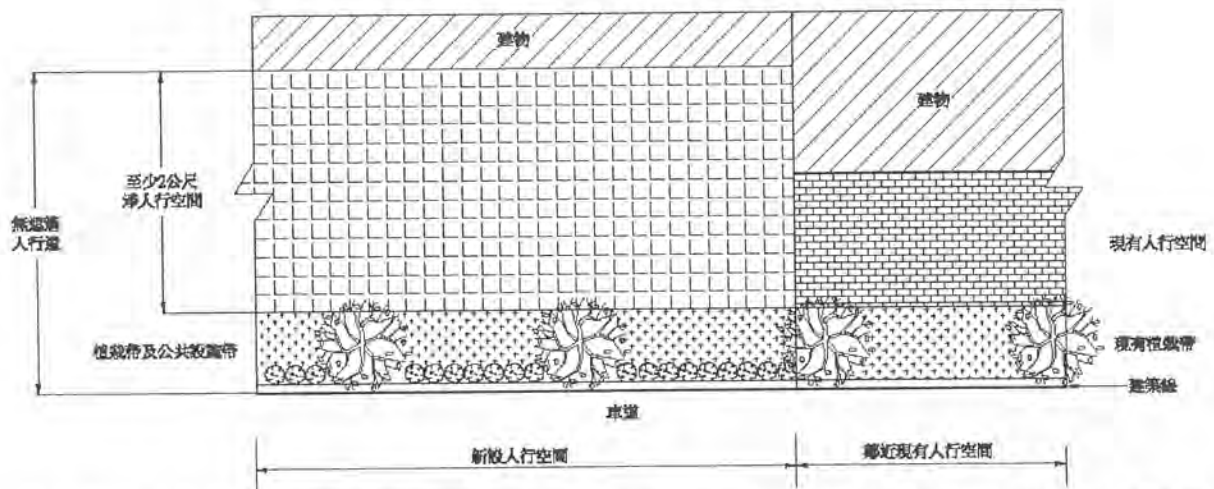 建物
建物
至少2公尺
淨人行空間
無遮簷
人行道
現有人行空間
植栽帶及公共設施帶
現有植栽帶
建築線
車道
新設人行空間
鄰近現有人行空間